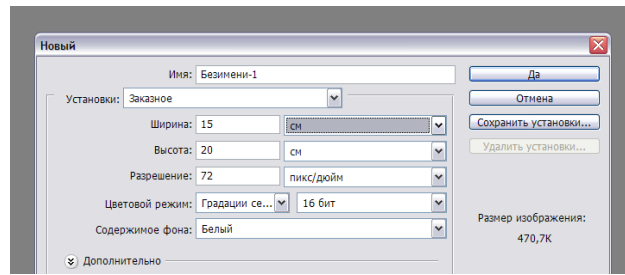 Новый
Имя: Безимени-1
Да
Установки: Заказное
Отмена
Ширина: 15 см
Сохранить установки...
Высота: 20 см
Удалить установки...
Разрешение: 72 пикс/дюйм
Цветовой режим: Градации се... 16 бит
Размер изображения:
Содержимое фона: Белый
470,7K
Дополнительно